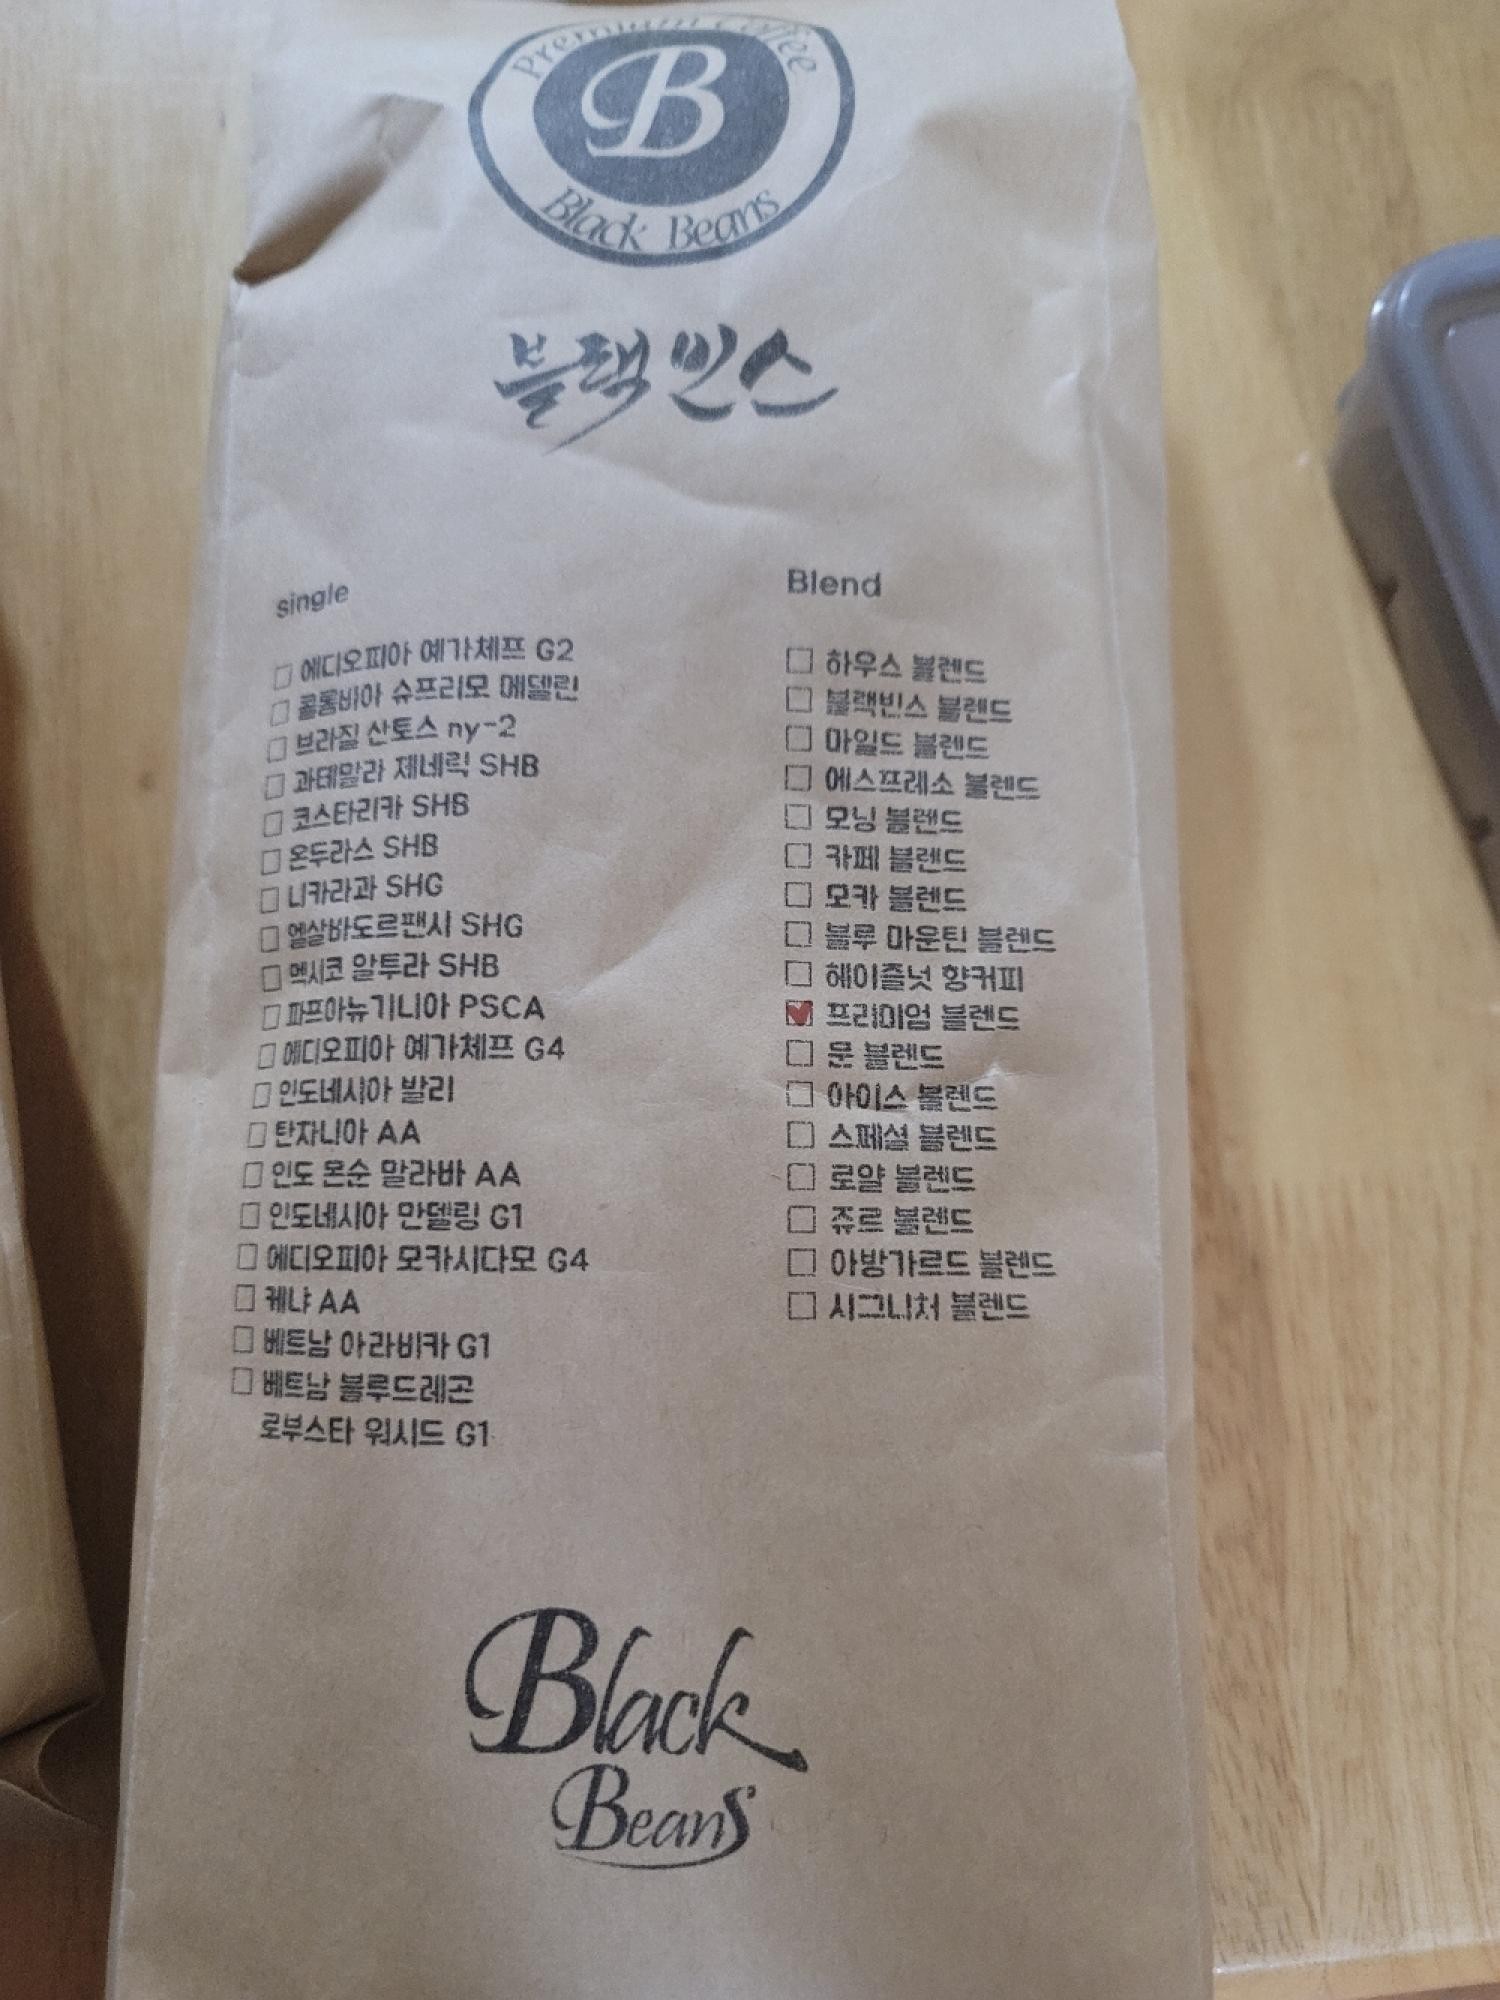 Premium Coffee
B
Black Beans
블랙빈스
single
에디오피아 예가체프 G2
콜롬비아 슈프리모 메델린
브라질 산토스 ny-2
과테말라 제네릭 SHB
코스타리카 SHB
온두라스 SHB
니카라과 SHG
엘살바도르팬시 SHG
멕시코 알투라 SHB
파프아뉴기니아 PSCA
에디오피아 예가체프 G4
인도네시아 발리
탄자니아 AA
인도 몬순 말라바 AA
인도네시아 만델링 G1
에디오피아 모카시다모 G4
케냐 AA
베트남 아라비카 G1
베트남 블루드레곤
로부스타 워시드 G1
Blend
하우스 블렌드
블랙빈스 블렌드
마일드 블렌드
에스프레소 블렌드
모닝 블렌드
카페 블렌드
모카 블렌드
블루 마운틴 블렌드
헤이즐넛 향커피
프리미엄 블렌드
문 블렌드
아이스 블렌드
스페셜 블렌드
로얄 블렌드
쥬르 블렌드
아방가르드 블렌드
시그니처 블렌드
Black
Beans